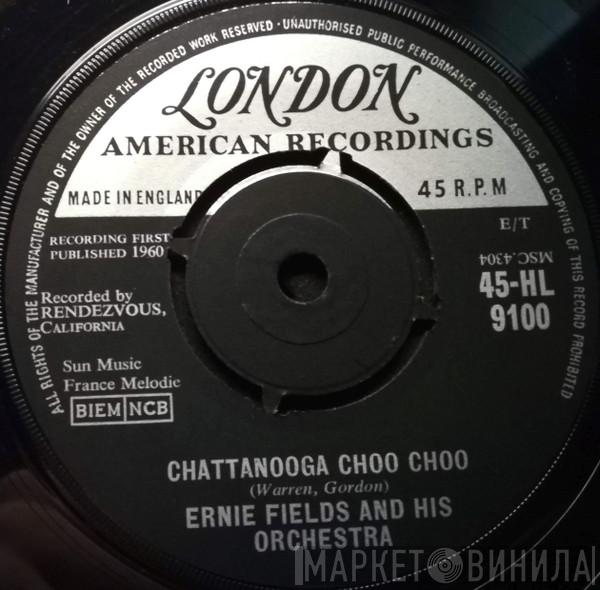 ALL RIGHTS OF THE MANUFACTURER AND OF THE OWNER OF THE RECORDED WORK RESERVED · UNAUTHORISED PUBLIC PERFORMANCE BROADCASTING AND COPYING OF THIS RECORD PROHIBITED
LONDON
AMERICAN RECORDINGS
MADE IN ENGLAND
45 R.P.M
E/T
RECORDING FIRST
PUBLISHED 1960
MSC.4304
45-HL
9100
Recorded by
RENDEZVOUS,
CALIFORNIA
Sun Music
France Melodie
BIEM NCB
CHATTANOOGA CHOO CHOO
(Warren, Gordon)
ERNIE FIELDS AND HIS
ORCHESTRA
МАРКЕТ ВИНИЛА